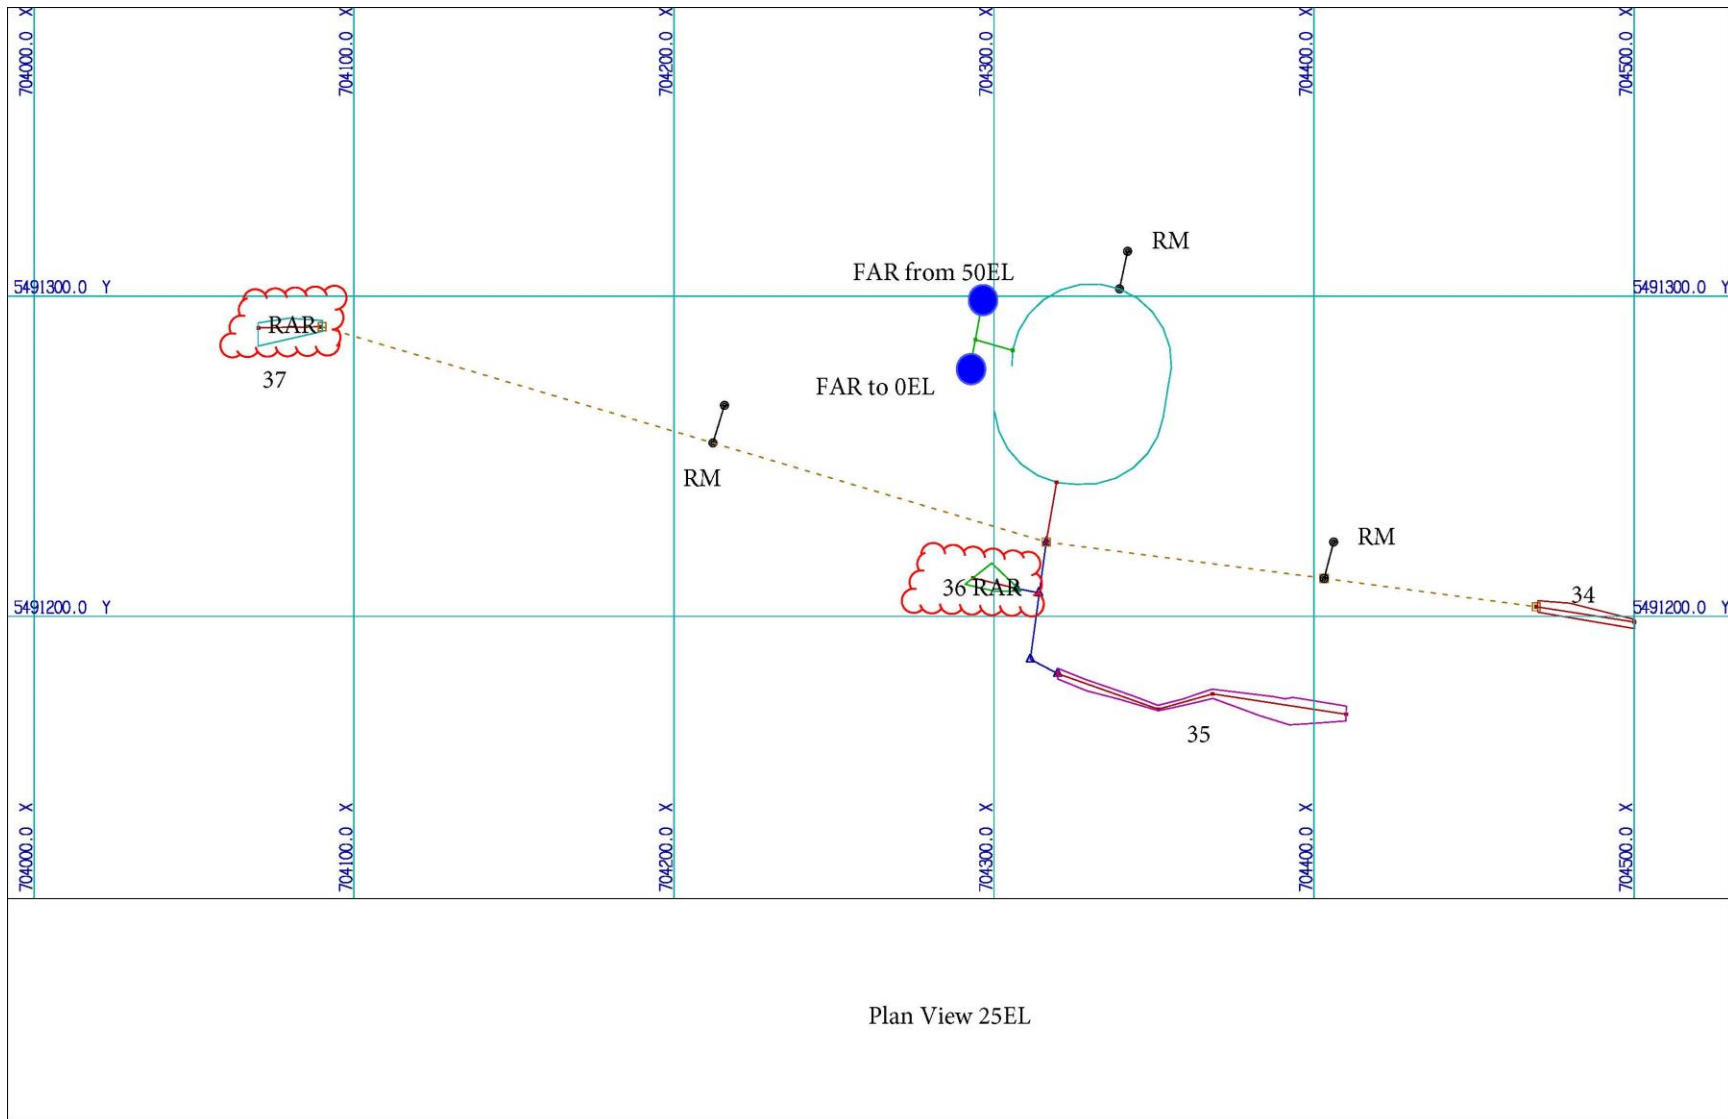 704000.0 X
704100.0 X
704200.0 X
704300.0 X
704400.0 X
704500.0 X
RM
FAR from 50EL
5491300.0 Y
5491300.0 Y
RAR
37
FAR to 0EL
RM
RM
36 RAR
34
5491200.0 Y
5491200.0 Y
35
704000.0 X
704100.0 X
704200.0 X
704300.0 X
704400.0 X
704500.0 X
Plan View 25EL